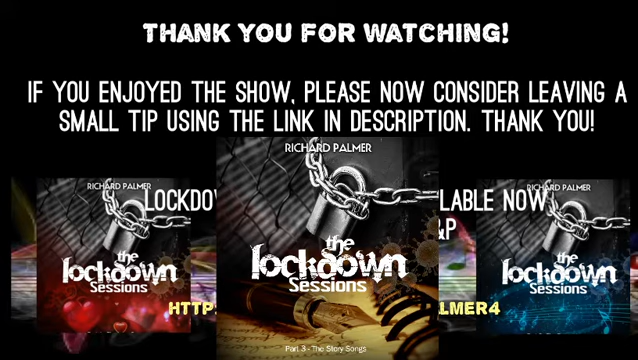 THANK YOU FOR WATCHING!
IF YOU ENJOYED THE SHOW, PLEASE NOW CONSIDER LEAVING A
SMALL TIP USING THE LINK IN DESCRIPTION. THANK YOU!
RICHARD PALMER
RICHARD PALMER
RICHARD PALMER
LOCKDOW
LABLE NOW
&P
the
lockdown
Sessions
the
lockdown
Sessions
the
lockdown
Sessions
HTTP
ALMER4
Part 3 - The Story Songs